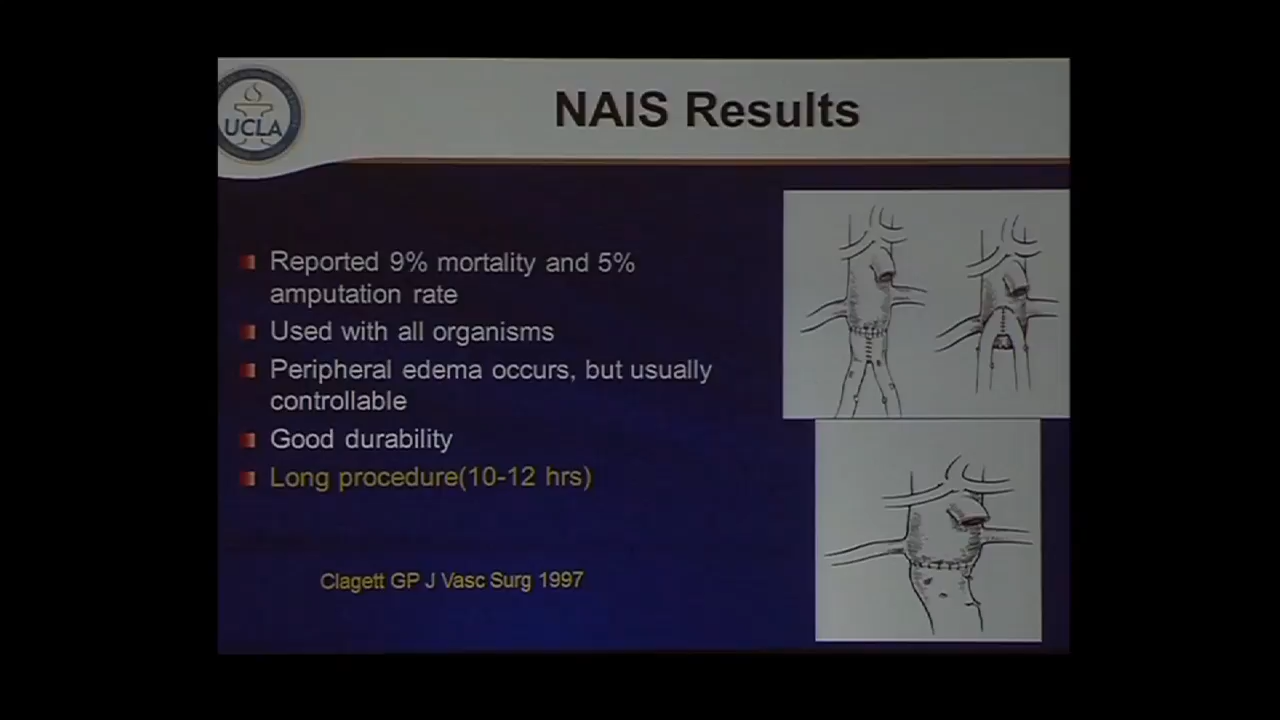 NAIS Results
UCLA
Reported 9% mortality and 5%
amputation rate
Used with all organisms
Peripheral edema occurs, but usually
controllable
Good durability
Long procedure(10-12 hrs)
Clagett GP J Vasc Surg 1997